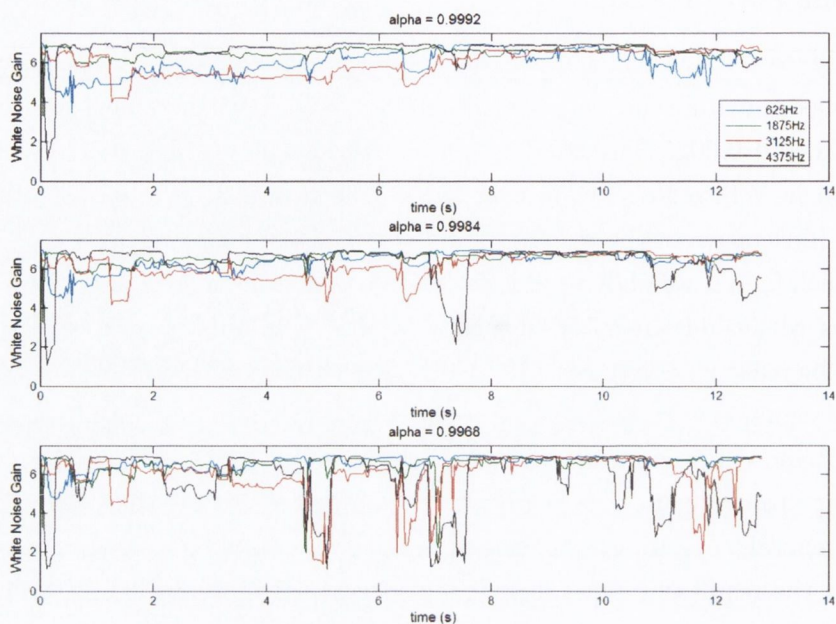 alpha = 0.9992
White Noise Gain
6
4
2
0
0 2 4 6 8 10 12 14
625Hz
1875Hz
3125Hz
4375Hz
time (s)
alpha = 0.9984
White Noise Gain
6
4
2
0
0 2 4 6 8 10 12 14
time (s)
alpha = 0.9968
White Noise Gain
6
4
2
0
0 2 4 6 8 10 12 14
time (s)